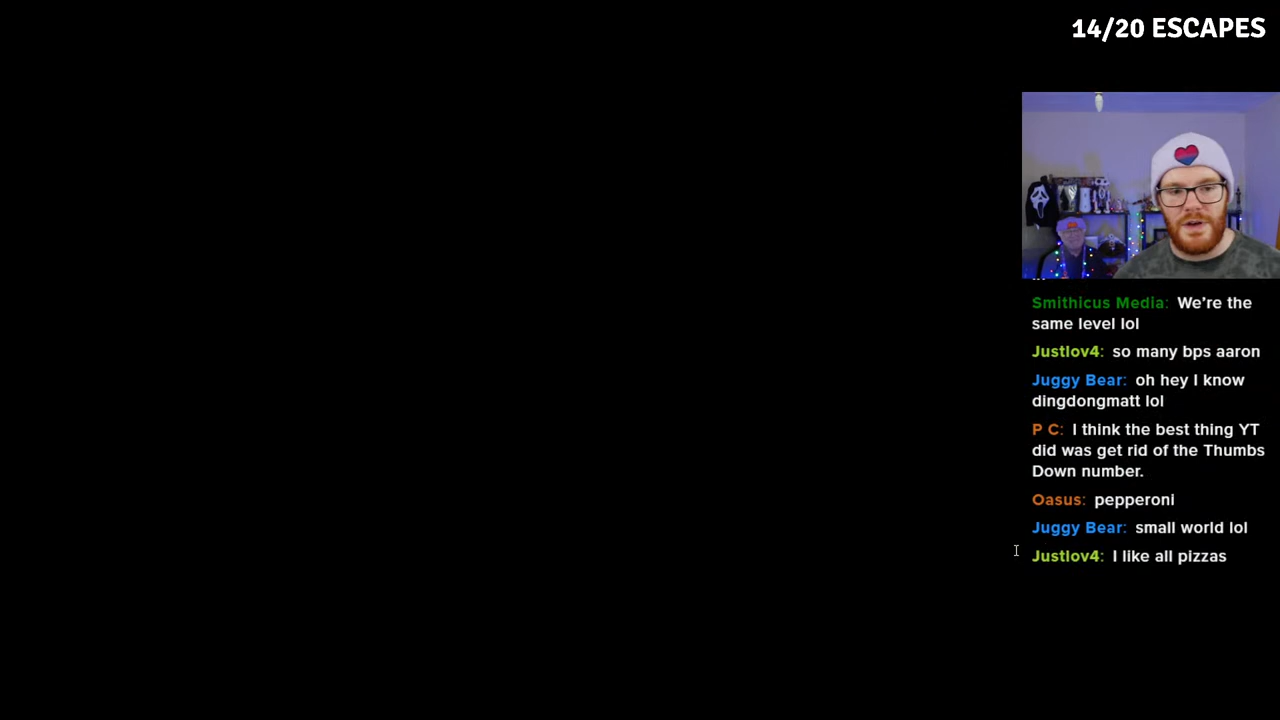 14/20 ESCAPES
Smithicus Media: We're the
same level lol
Justlov4: so many bps aaron
Juggy Bear: oh hey I know
dingdongmatt lol
P C: I think the best thing YT
did was get rid of the Thumbs
Down number.
Oasus: pepperoni
Juggy Bear: small world lol
Justlov4: I like all pizzas